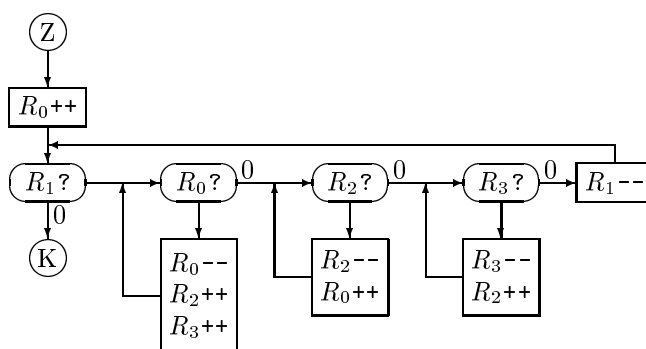 Z
R₀++
R₁? R₀? 0 R₂? 0 R₃? 0 R₁--
0
K
R₀-- R₂-- R₃--
R₂++ R₀++ R₂++
R₃++